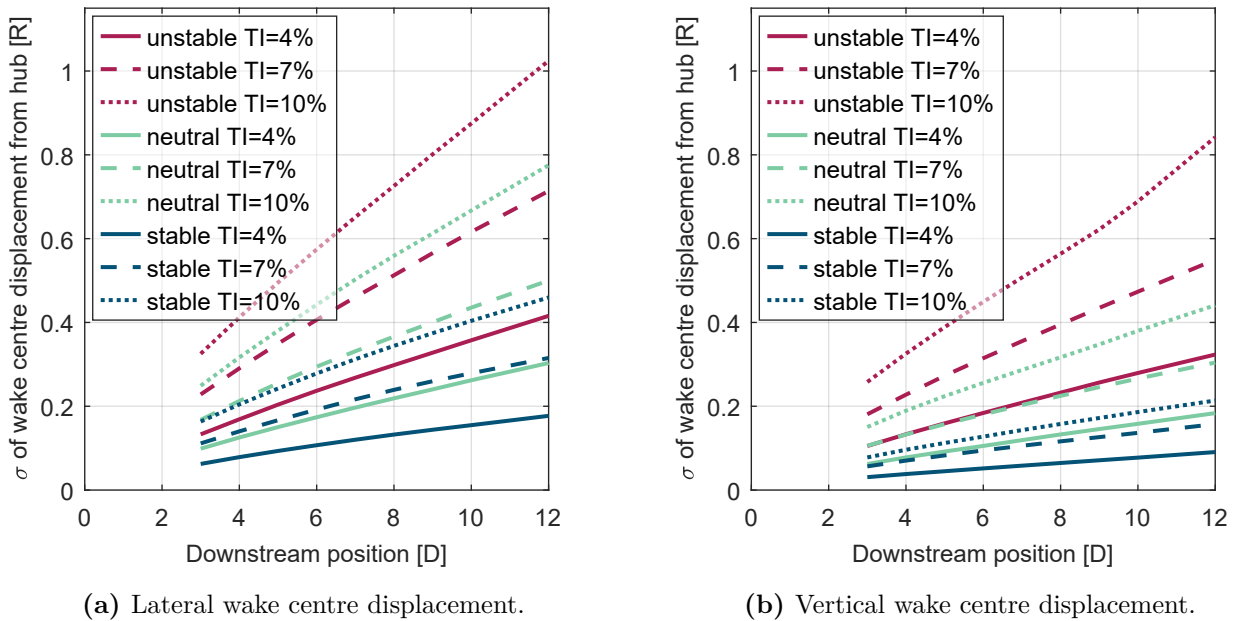 σ of wake centre displacement from hub [R]
1
0.8
0.6
0.4
0.2
0
unstable TI=4%
unstable TI=7%
unstable TI=10%
neutral TI=4%
neutral TI=7%
neutral TI=10%
stable TI=4%
stable TI=7%
stable TI=10%
0 2 4 6 8 10 12
Downstream position [D]
(a) Lateral wake centre displacement.
σ of wake centre displacement from hub [R]
1
0.8
0.6
0.4
0.2
0
unstable TI=4%
unstable TI=7%
unstable TI=10%
neutral TI=4%
neutral TI=7%
neutral TI=10%
stable TI=4%
stable TI=7%
stable TI=10%
0 2 4 6 8 10 12
Downstream position [D]
(b) Vertical wake centre displacement.